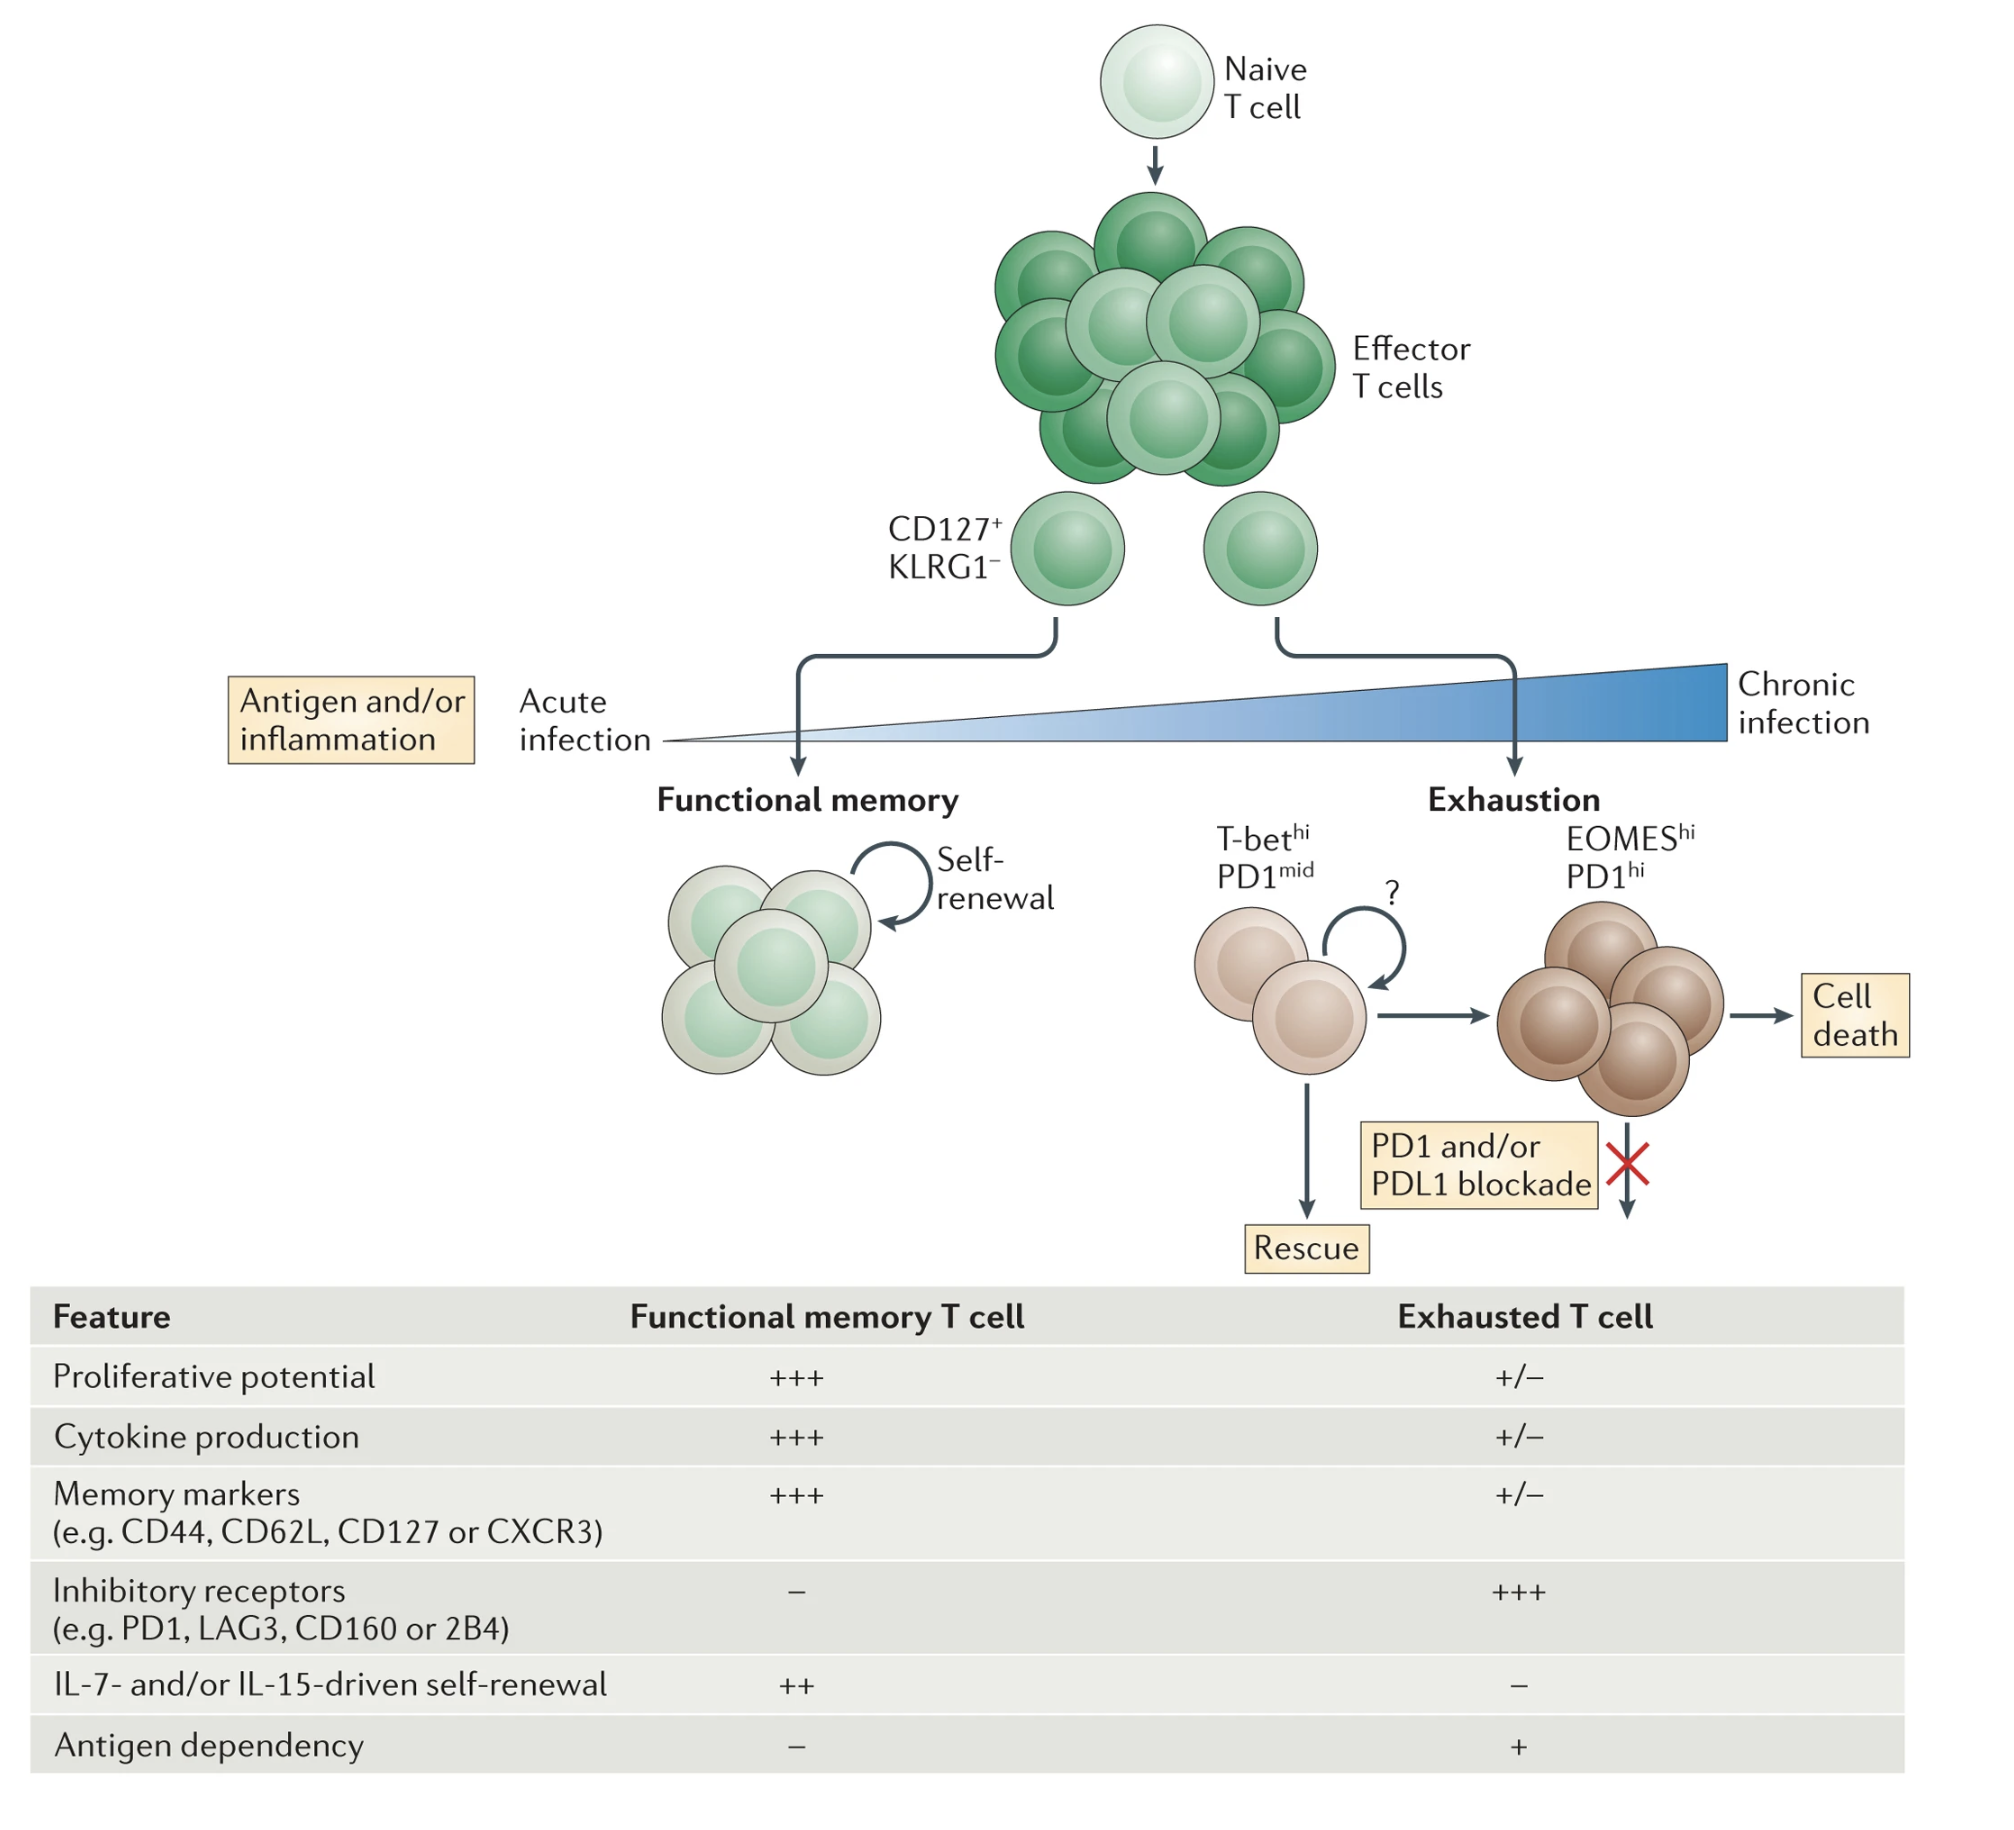 Naive
T cell
Effector
T cells
CD127⁺
KLRG1⁻
Antigen and/or
inflammation
Acute
infection
Chronic
infection
Functional memory
Exhaustion
Self-
renewal
T-betʰⁱ
PD1ᵐⁱᵈ
?
EOMESʰⁱ
PD1ʰⁱ
Cell
death
PD1 and/or
PDL1 blockade
Rescue
Feature Functional memory T cell Exhausted T cell
Proliferative potential +++ +/–
Cytokine production +++ +/–
Memory markers +++ +/–
(e.g. CD44, CD62L, CD127 or CXCR3)
Inhibitory receptors – +++
(e.g. PD1, LAG3, CD160 or 2B4)
IL-7- and/or IL-15-driven self-renewal ++ –
Antigen dependency – +